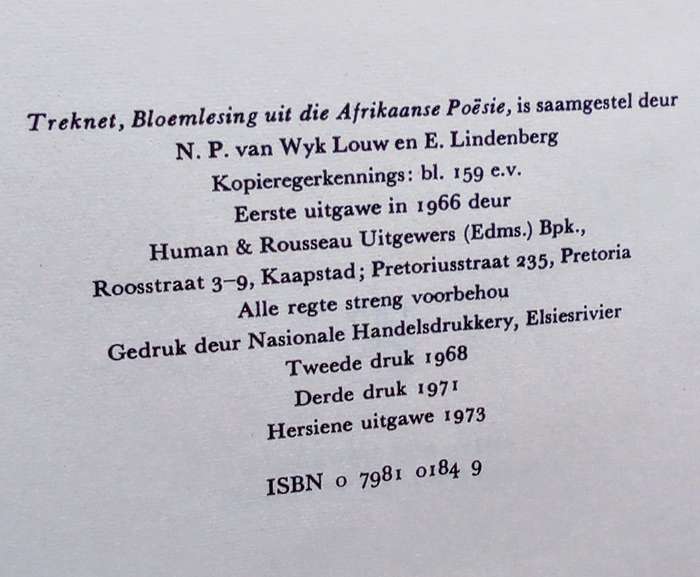 Treknet, Bloemlesing uit die Afrikaanse Poësie, is saamgestel deur
N. P. van Wyk Louw en E. Lindenberg
Kopieregerkennings: bl. 159 e.v.
Eerste uitgawe in 1966 deur
Human & Rousseau Uitgewers (Edms.) Bpk.,
Roosstraat 3–9, Kaapstad; Pretoriusstraat 235, Pretoria
Alle regte streng voorbehou
Gedruk deur Nasionale Handelsdrukkery, Elsiesrivier
Tweede druk 1968
Derde druk 1971
Hersiene uitgawe 1973
ISBN 0 7981 0184 9